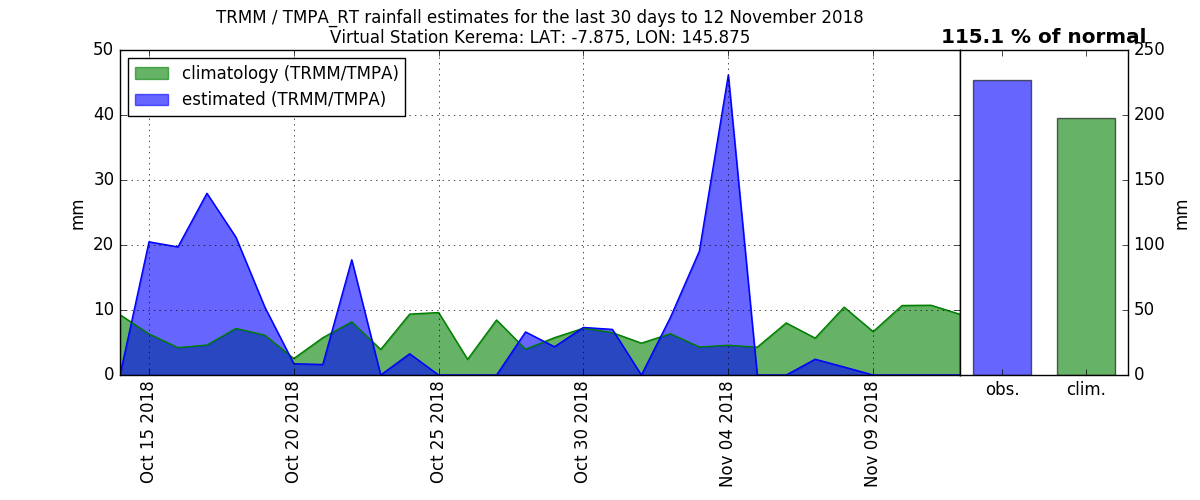 TRMM / TMPA_RT rainfall estimates for the last 30 days to 12 November 2018
Virtual Station Kerema: LAT: -7.875, LON: 145.875
115.1 % of normal
climatology (TRMM/TMPA)
estimated (TRMM/TMPA)
mm
50
40
30
20
10
0
Oct 15 2018
Oct 20 2018
Oct 25 2018
Oct 30 2018
Nov 04 2018
Nov 09 2018
obs.
clim.
250
200
150
100
50
0
mm